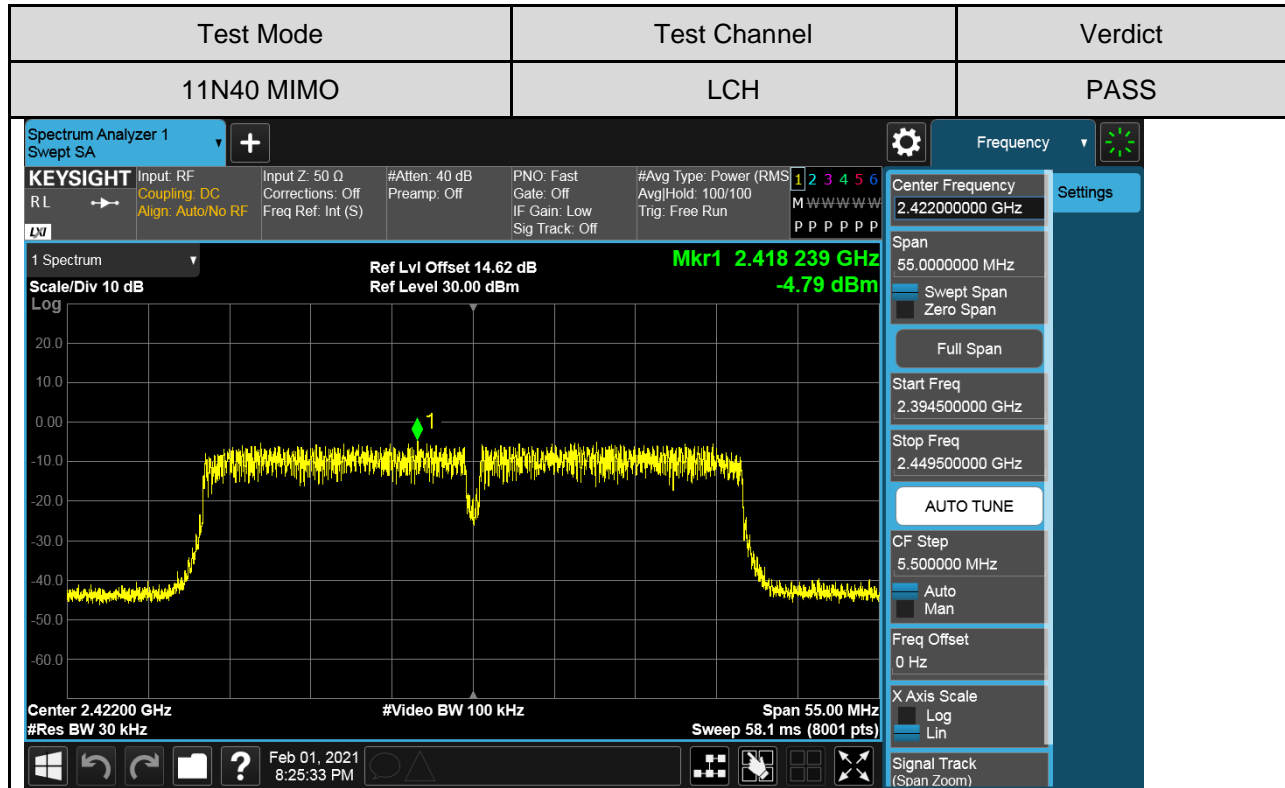 Test Mode Test Channel Verdict
11N40 MIMO LCH PASS
Spectrum Analyzer 1
Swept SA
Frequency
KEYSIGHT
R L
LXI
Input: RF
Coupling: DC
Align: Auto/No RF
Input Z: 50 Ω
Corrections: Off
Freq Ref: Int (S)
#Atten: 40 dB
Preamp: Off
PNO: Fast
Gate: Off
IF Gain: Low
Sig Track: Off
#Avg Type: Power (RMS
Avg|Hold: 100/100
Trig: Free Run
1 2 3 4 5 6
M W W W W W
P P P P P P
1 Spectrum
Scale/Div 10 dB
Log
Ref Lvl Offset 14.62 dB
Ref Level 30.00 dBm
Mkr1 2.418 239 GHz
-4.79 dBm
20.0
10.0
0.00
-10.0
-20.0
-30.0
-40.0
-50.0
-60.0
1
Center 2.42200 GHz
#Res BW 30 kHz
#Video BW 100 kHz
Span 55.00 MHz
Sweep 58.1 ms (8001 pts)
Feb 01, 2021
8:25:33 PM
Center Frequency
2.422000000 GHz
Settings
Span
55.0000000 MHz
Swept Span
Zero Span
Full Span
Start Freq
2.394500000 GHz
Stop Freq
2.449500000 GHz
AUTO TUNE
CF Step
5.500000 MHz
Auto
Man
Freq Offset
0 Hz
X Axis Scale
Log
Lin
Signal Track
(Span Zoom)